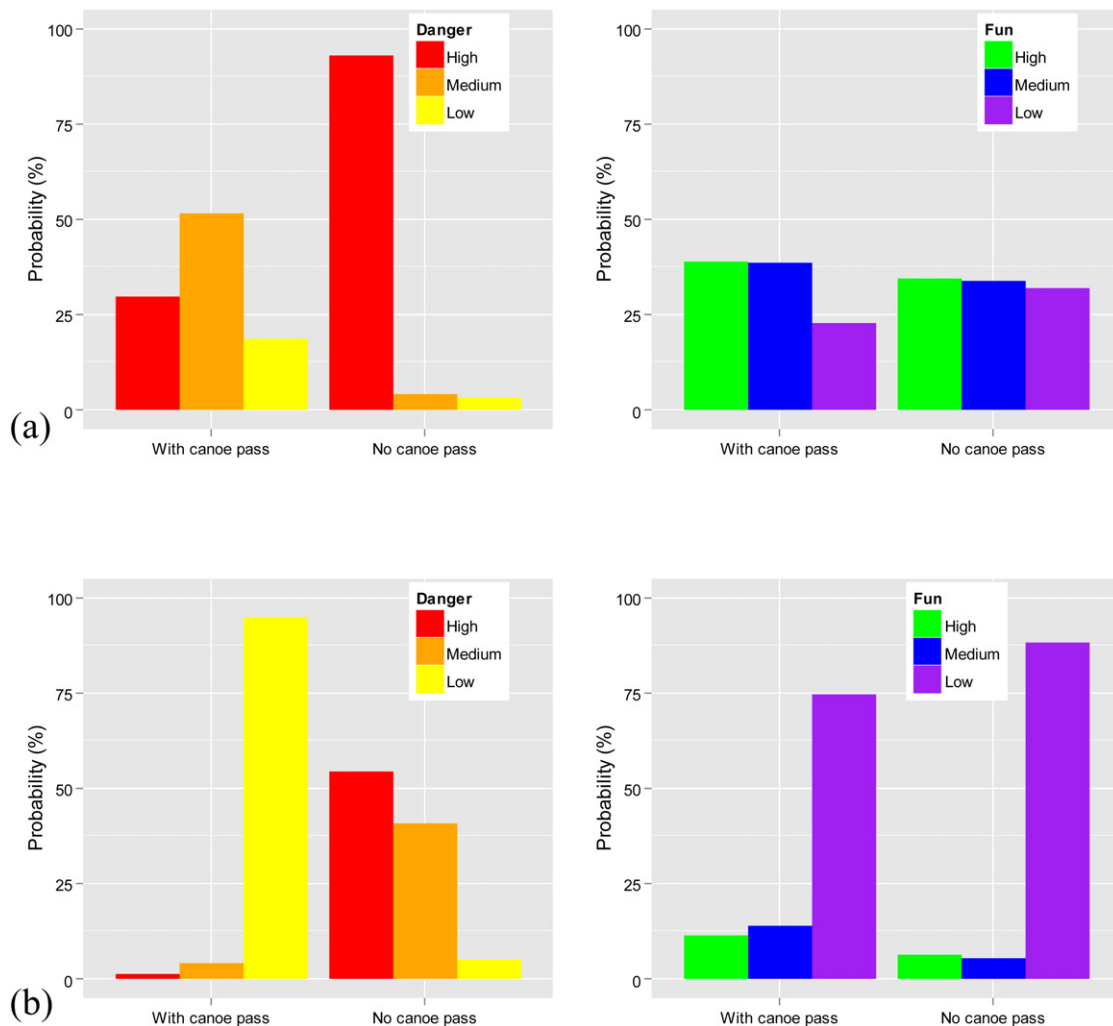 100
75
50
25
0
Probability (%)
Danger
High
Medium
Low
With canoe pass
No canoe pass
100
75
50
25
0
Probability (%)
Fun
High
Medium
Low
With canoe pass
No canoe pass
(a)
100
75
50
25
0
Probability (%)
Danger
High
Medium
Low
With canoe pass
No canoe pass
100
75
50
25
0
Probability (%)
Fun
High
Medium
Low
With canoe pass
No canoe pass
(b)